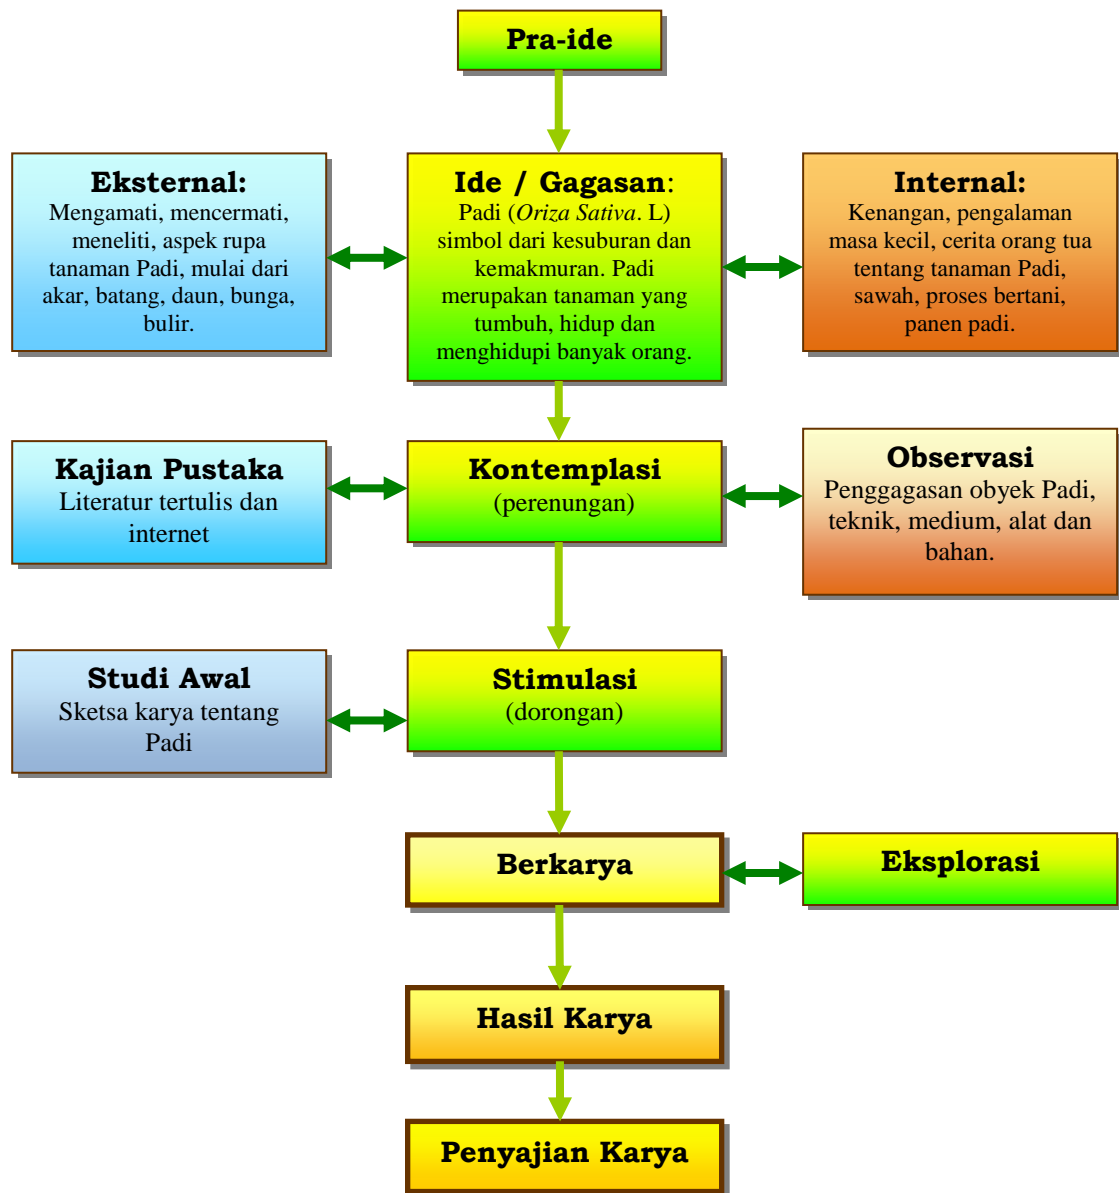 Pra-ide
Eksternal:
Mengamati, mencermati,
meneliti, aspek rupa
tanaman Padi, mulai dari
akar, batang, daun, bunga,
bulir.
Ide / Gagasan:
Padi (Oriza Sativa. L)
simbol dari kesuburan dan
kemakmuran. Padi
merupakan tanaman yang
tumbuh, hidup dan
menghidupi banyak orang.
Internal:
Kenangan, pengalaman
masa kecil, cerita orang tua
tentang tanaman Padi,
sawah, proses bertani,
panen padi.
Kajian Pustaka
Literatur tertulis dan
internet
Kontemplasi
(perenungan)
Observasi
Penggagasan obyek Padi,
teknik, medium, alat dan
bahan.
Studi Awal
Sketsa karya tentang
Padi
Stimulasi
(dorongan)
Berkarya
Eksplorasi
Hasil Karya
Penyajian Karya